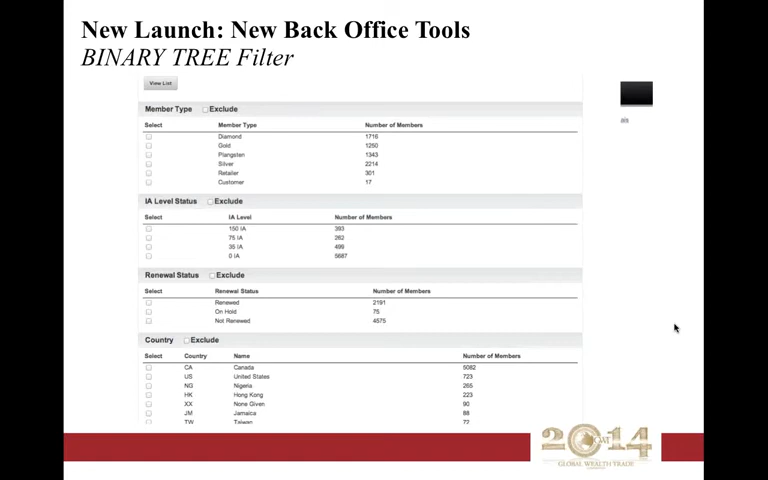 New Launch: New Back Office Tools
BINARY TREE Filter
View List
Member Type Exclude
Select Member Type Number of Members
Diamond 1716
Gold 1250
Plangsten 1343
Silver 2214
Retailer 301
Customer 17
IA Level Status Exclude
Select IA Level Number of Members
150 IA 393
75 IA 262
35 IA 499
0 IA 5687
Renewal Status Exclude
Select Renewal Status Number of Members
Renewed 2191
On Hold 75
Not Renewed 4575
Country Exclude
Select Country Name Number of Members
CA Canada 5082
US United States 723
NG Nigeria 265
HK Hong Kong 223
XX None Given 90
JM Jamaica 88
TW Taiwan 72
2014
GWT
GLOBAL WEALTH TRADE